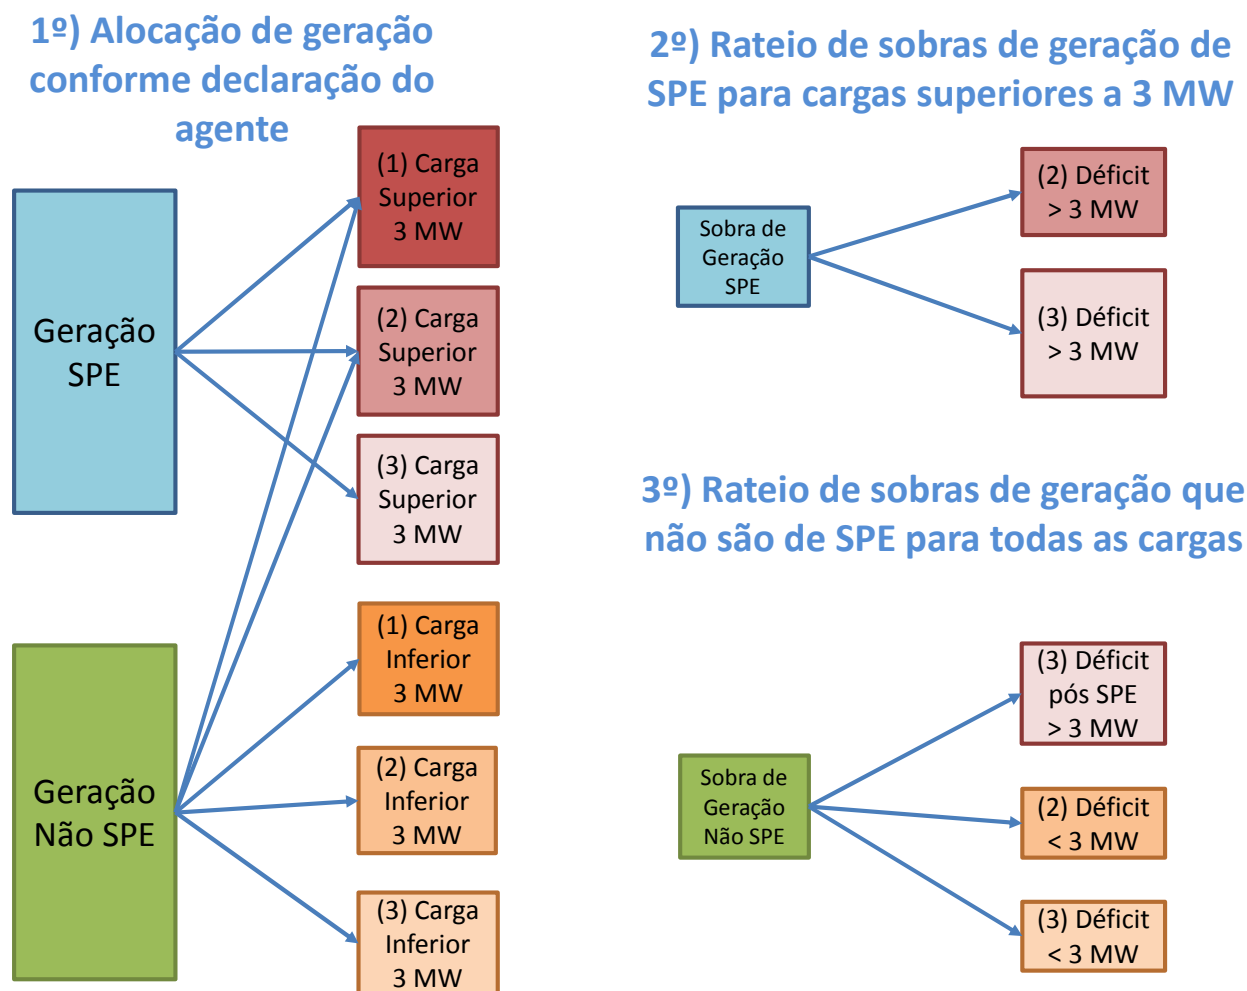 1º) Alocação de geração
conforme declaração do
agente
Geração
SPE
(1) Carga
Superior
3 MW
(2) Carga
Superior
3 MW
(3) Carga
Superior
3 MW
Geração
Não SPE
(1) Carga
Inferior
3 MW
(2) Carga
Inferior
3 MW
(3) Carga
Inferior
3 MW
2º) Rateio de sobras de geração de
SPE para cargas superiores a 3 MW
Sobra de
Geração
SPE
(2) Déficit
> 3 MW
(3) Déficit
> 3 MW
3º) Rateio de sobras de geração que
não são de SPE para todas as cargas
Sobra de
Geração
Não SPE
(3) Déficit
pós SPE
> 3 MW
(2) Déficit
< 3 MW
(3) Déficit
< 3 MW